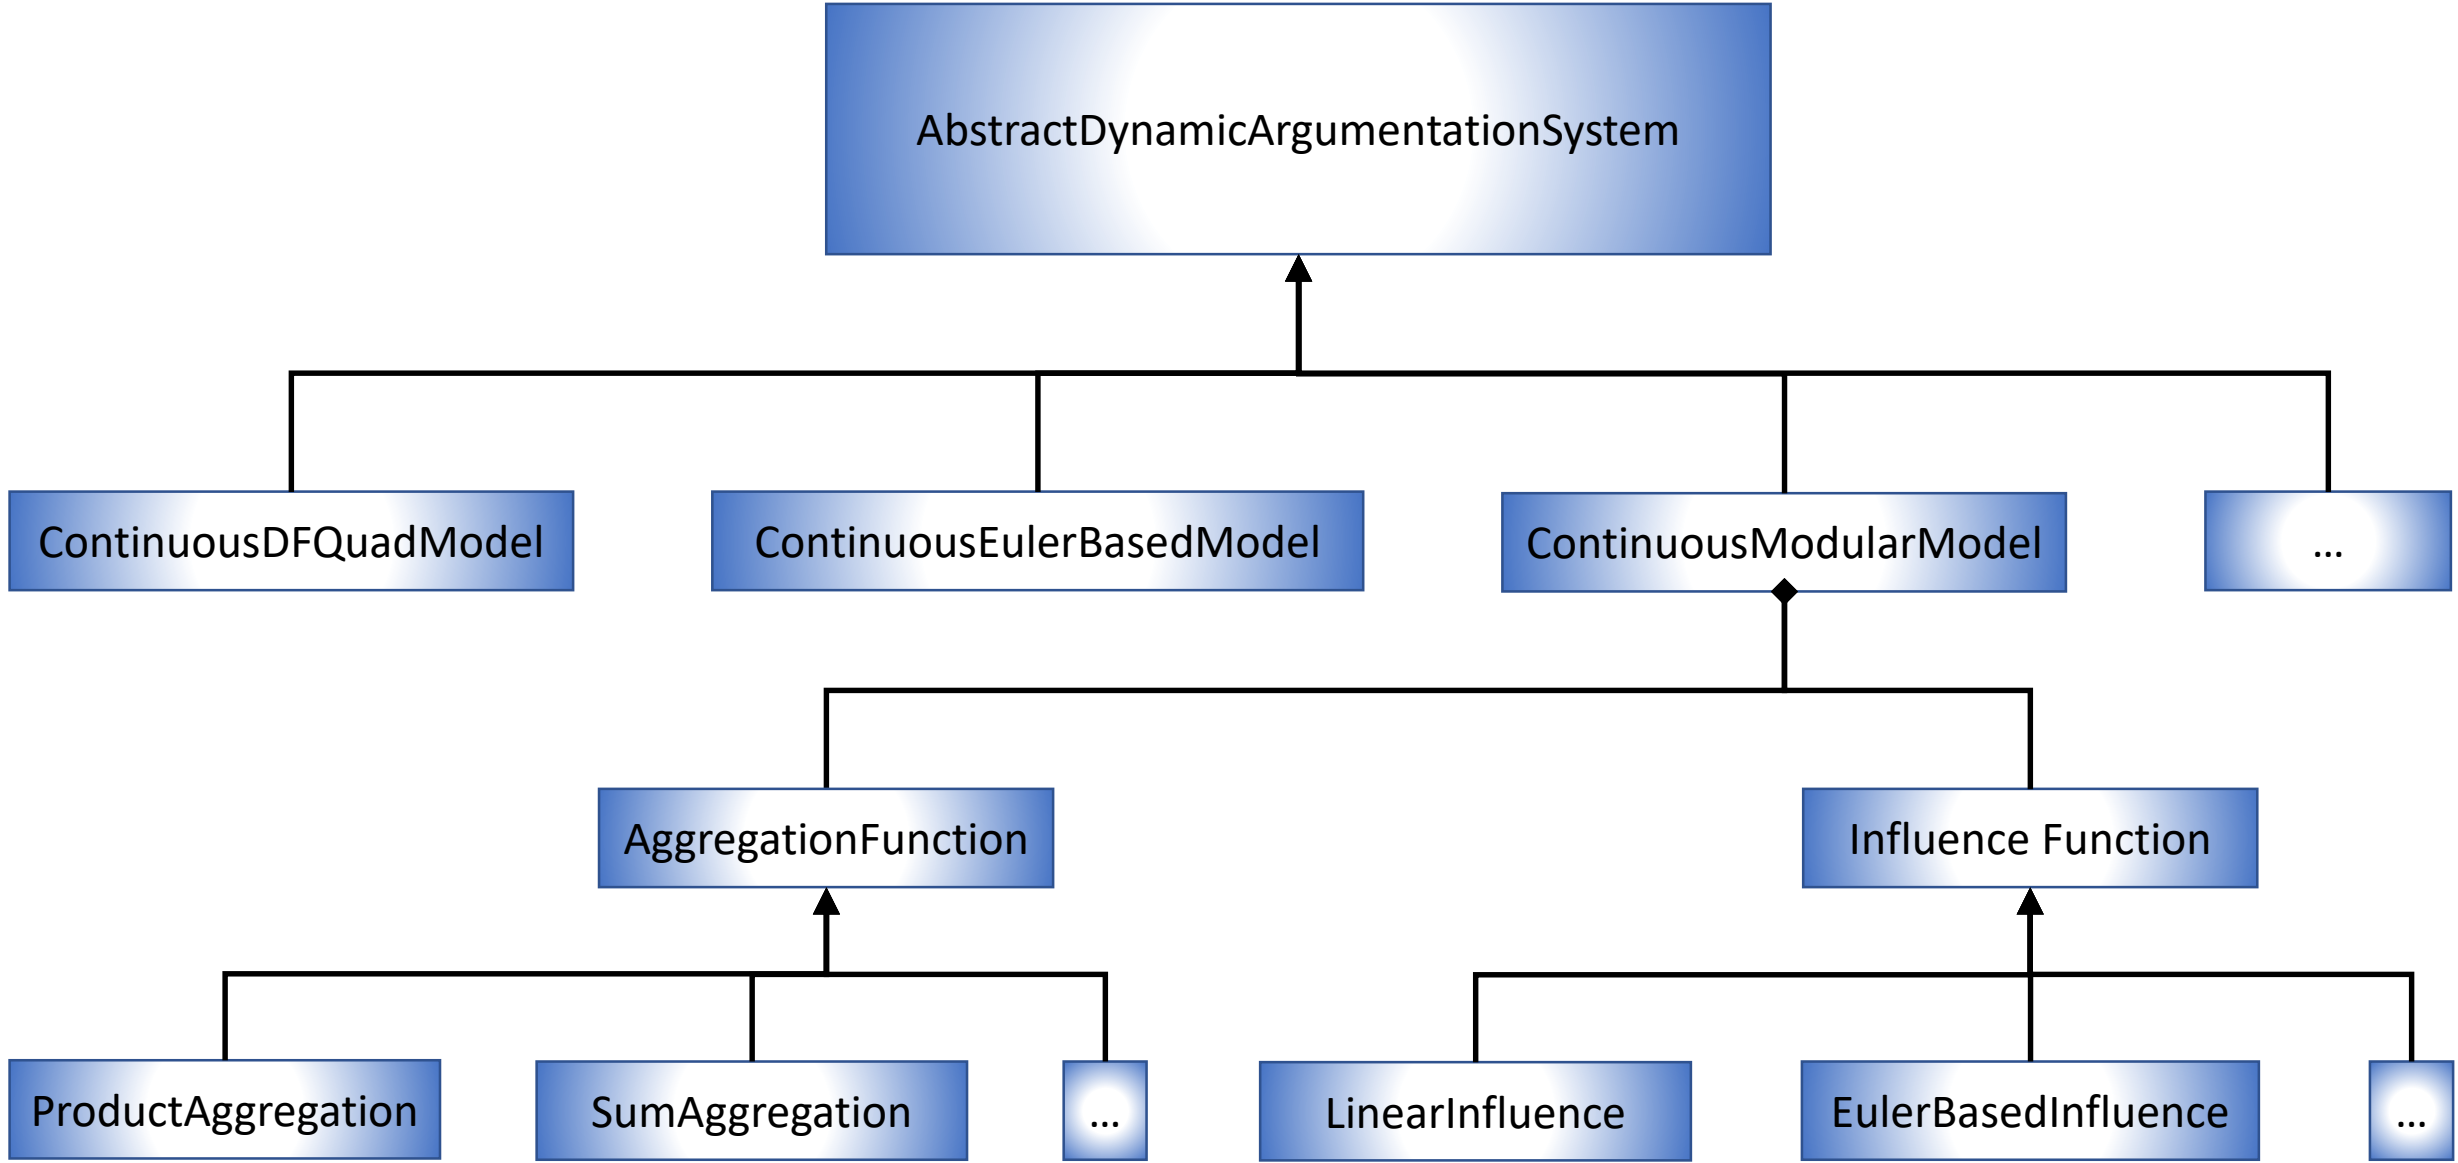 AbstractDynamicArgumentationSystem
ContinuousDFQuadModel
ContinuousEulerBasedModel
ContinuousModularModel
...
AggregationFunction
Influence Function
ProductAggregation
SumAggregation
...
LinearInfluence
EulerBasedInfluence
...